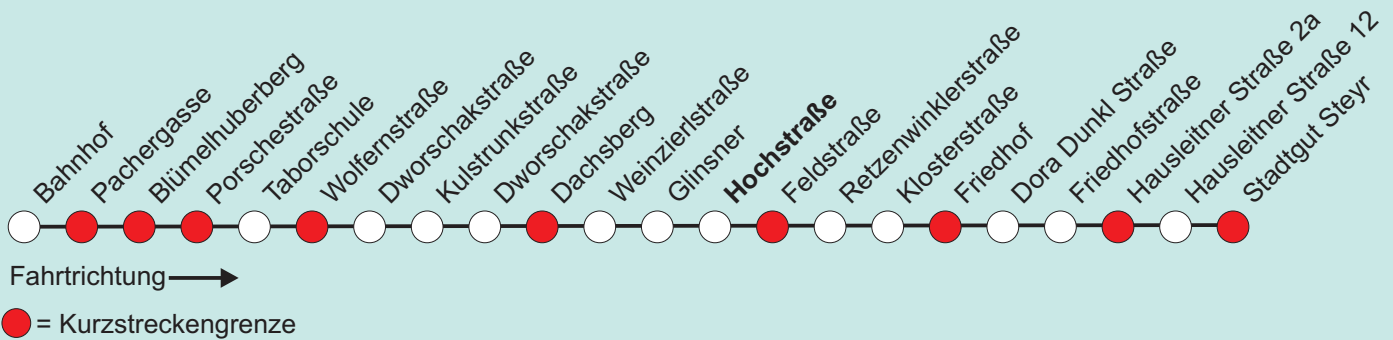 Bahnhof
Pachergasse
Blümelhuberberg
Porschestraße
Taborschule
Wolfernstraße
Dworschakstraße
Kulstrunkstraße
Dworschakstraße
Dachsberg
Weinzierlstraße
Glinsner
Hochstraße
Feldstraße
Retzenwinklerstraße
Klosterstraße
Friedhof
Dora Dunkl Straße
Friedhofstraße
Hausleitner Straße 2a
Hausleitner Straße 12
Stadtgut Steyr
Fahrtrichtung
= Kurzstreckengrenze